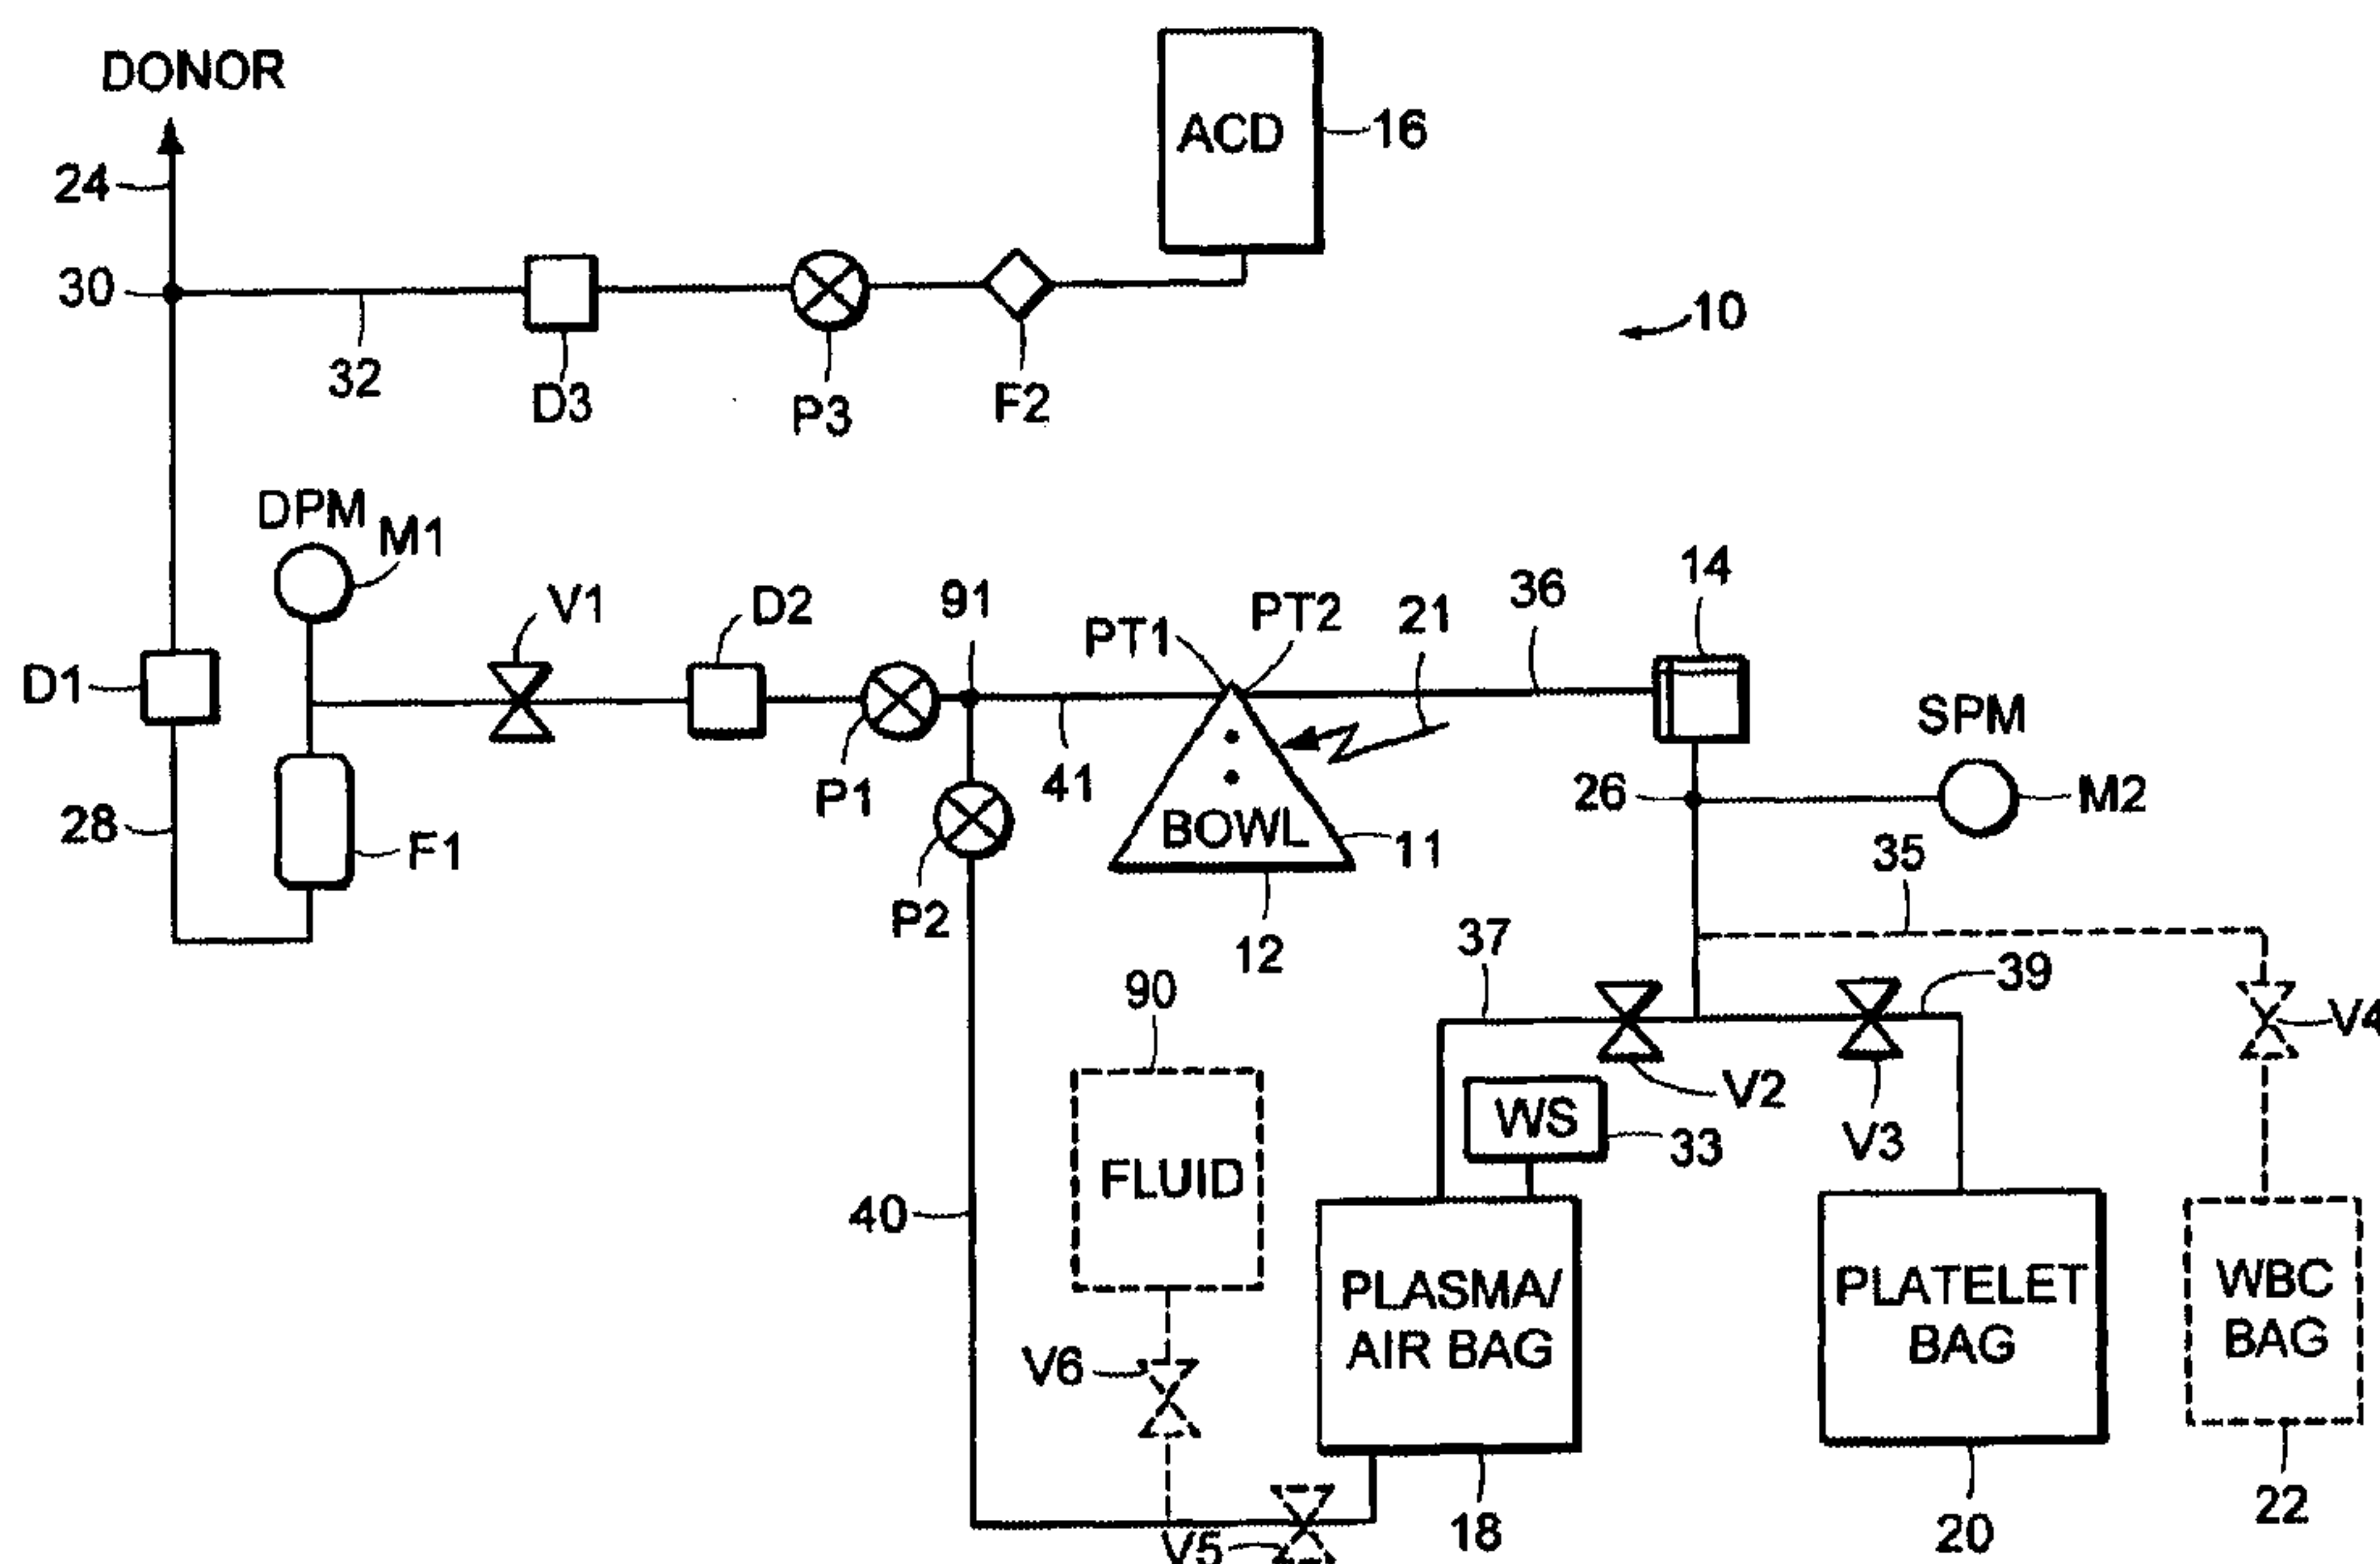 DONOR
24
30
32
D3
P3
F2
ACD
16
10
DPM
M1
V1
D2
91
PT1
PT2
21
36
14
SPM
M2
D1
28
F1
P1
P2
41
BOWL
11
12
26
35
37
39
V2
V3
V4
90
FLUID
V6
40
WS
33
PLASMA/
AIR BAG
18
PLATELET
BAG
20
WBC
BAG
22
V5